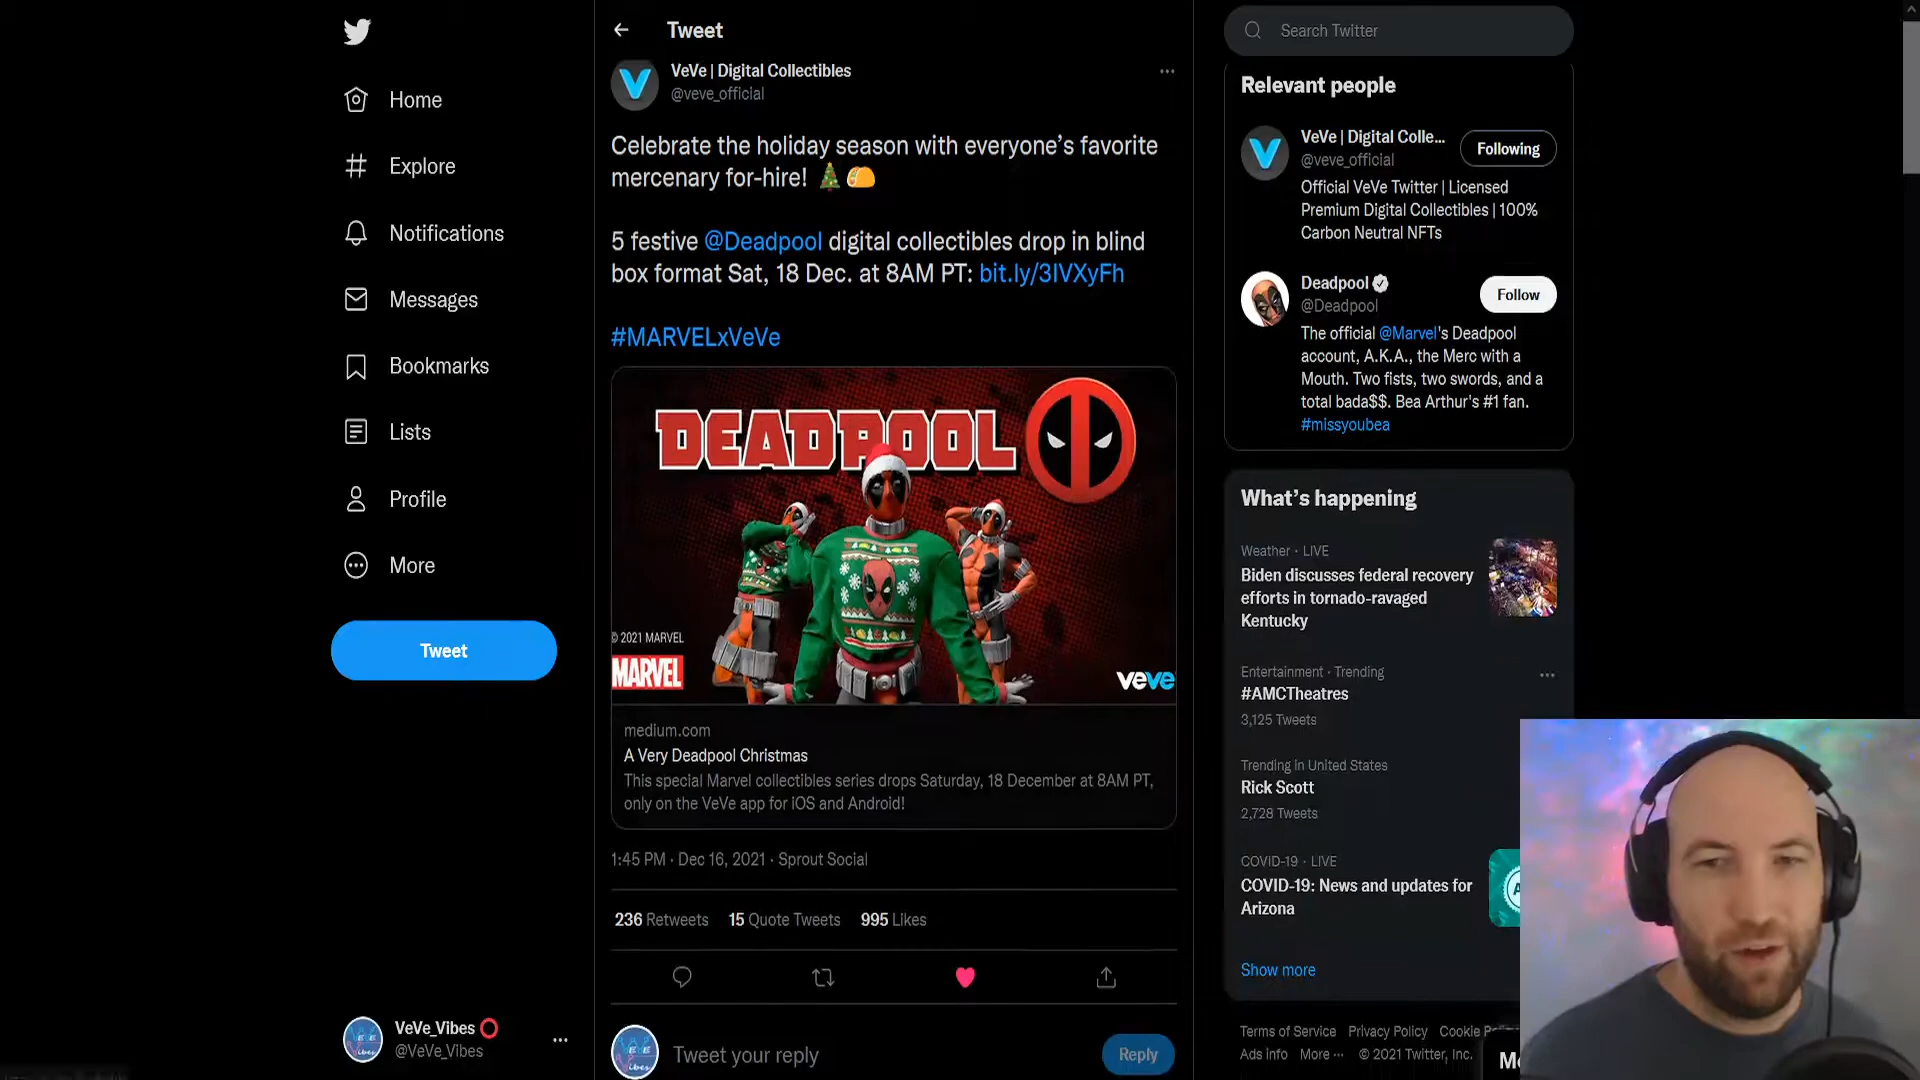 Home
Explore
Notifications
Messages
Bookmarks
Lists
Profile
More
Tweet
VeVe_Vibes
@VeVe_Vibes
Tweet
VeVe | Digital Collectibles
@veve_official
Celebrate the holiday season with everyone’s favorite
mercenary for-hire! 🎄🌮
5 festive @Deadpool digital collectibles drop in blind
box format Sat, 18 Dec. at 8AM PT: bit.ly/3IVXyFh
#MARVELxVeVe
DEADPOOL
© 2021 MARVEL
MARVEL
veve
medium.com
A Very Deadpool Christmas
This special Marvel collectibles series drops Saturday, 18 December at 8AM PT,
only on the VeVe app for iOS and Android!
1:45 PM · Dec 16, 2021 · Sprout Social
236 Retweets 15 Quote Tweets 995 Likes
Tweet your reply
Reply
Search Twitter
Relevant people
VeVe | Digital Colle...
@veve_official
Following
Official VeVe Twitter | Licensed
Premium Digital Collectibles | 100%
Carbon Neutral NFTs
Deadpool
@Deadpool
Follow
The official @Marvel's Deadpool
account, A.K.A., the Merc with a
Mouth. Two fists, two swords, and a
total bada$$. Bea Arthur's #1 fan.
#missyoubea
What’s happening
Weather · LIVE
Biden discusses federal recovery
efforts in tornado-ravaged
Kentucky
Entertainment · Trending
#AMCTheatres
3,125 Tweets
Trending in United States
Rick Scott
2,728 Tweets
COVID-19 · LIVE
COVID-19: News and updates for
Arizona
Show more
Terms of Service Privacy Policy Cookie
Ads info More ··· © 2021 Twitter, Inc.